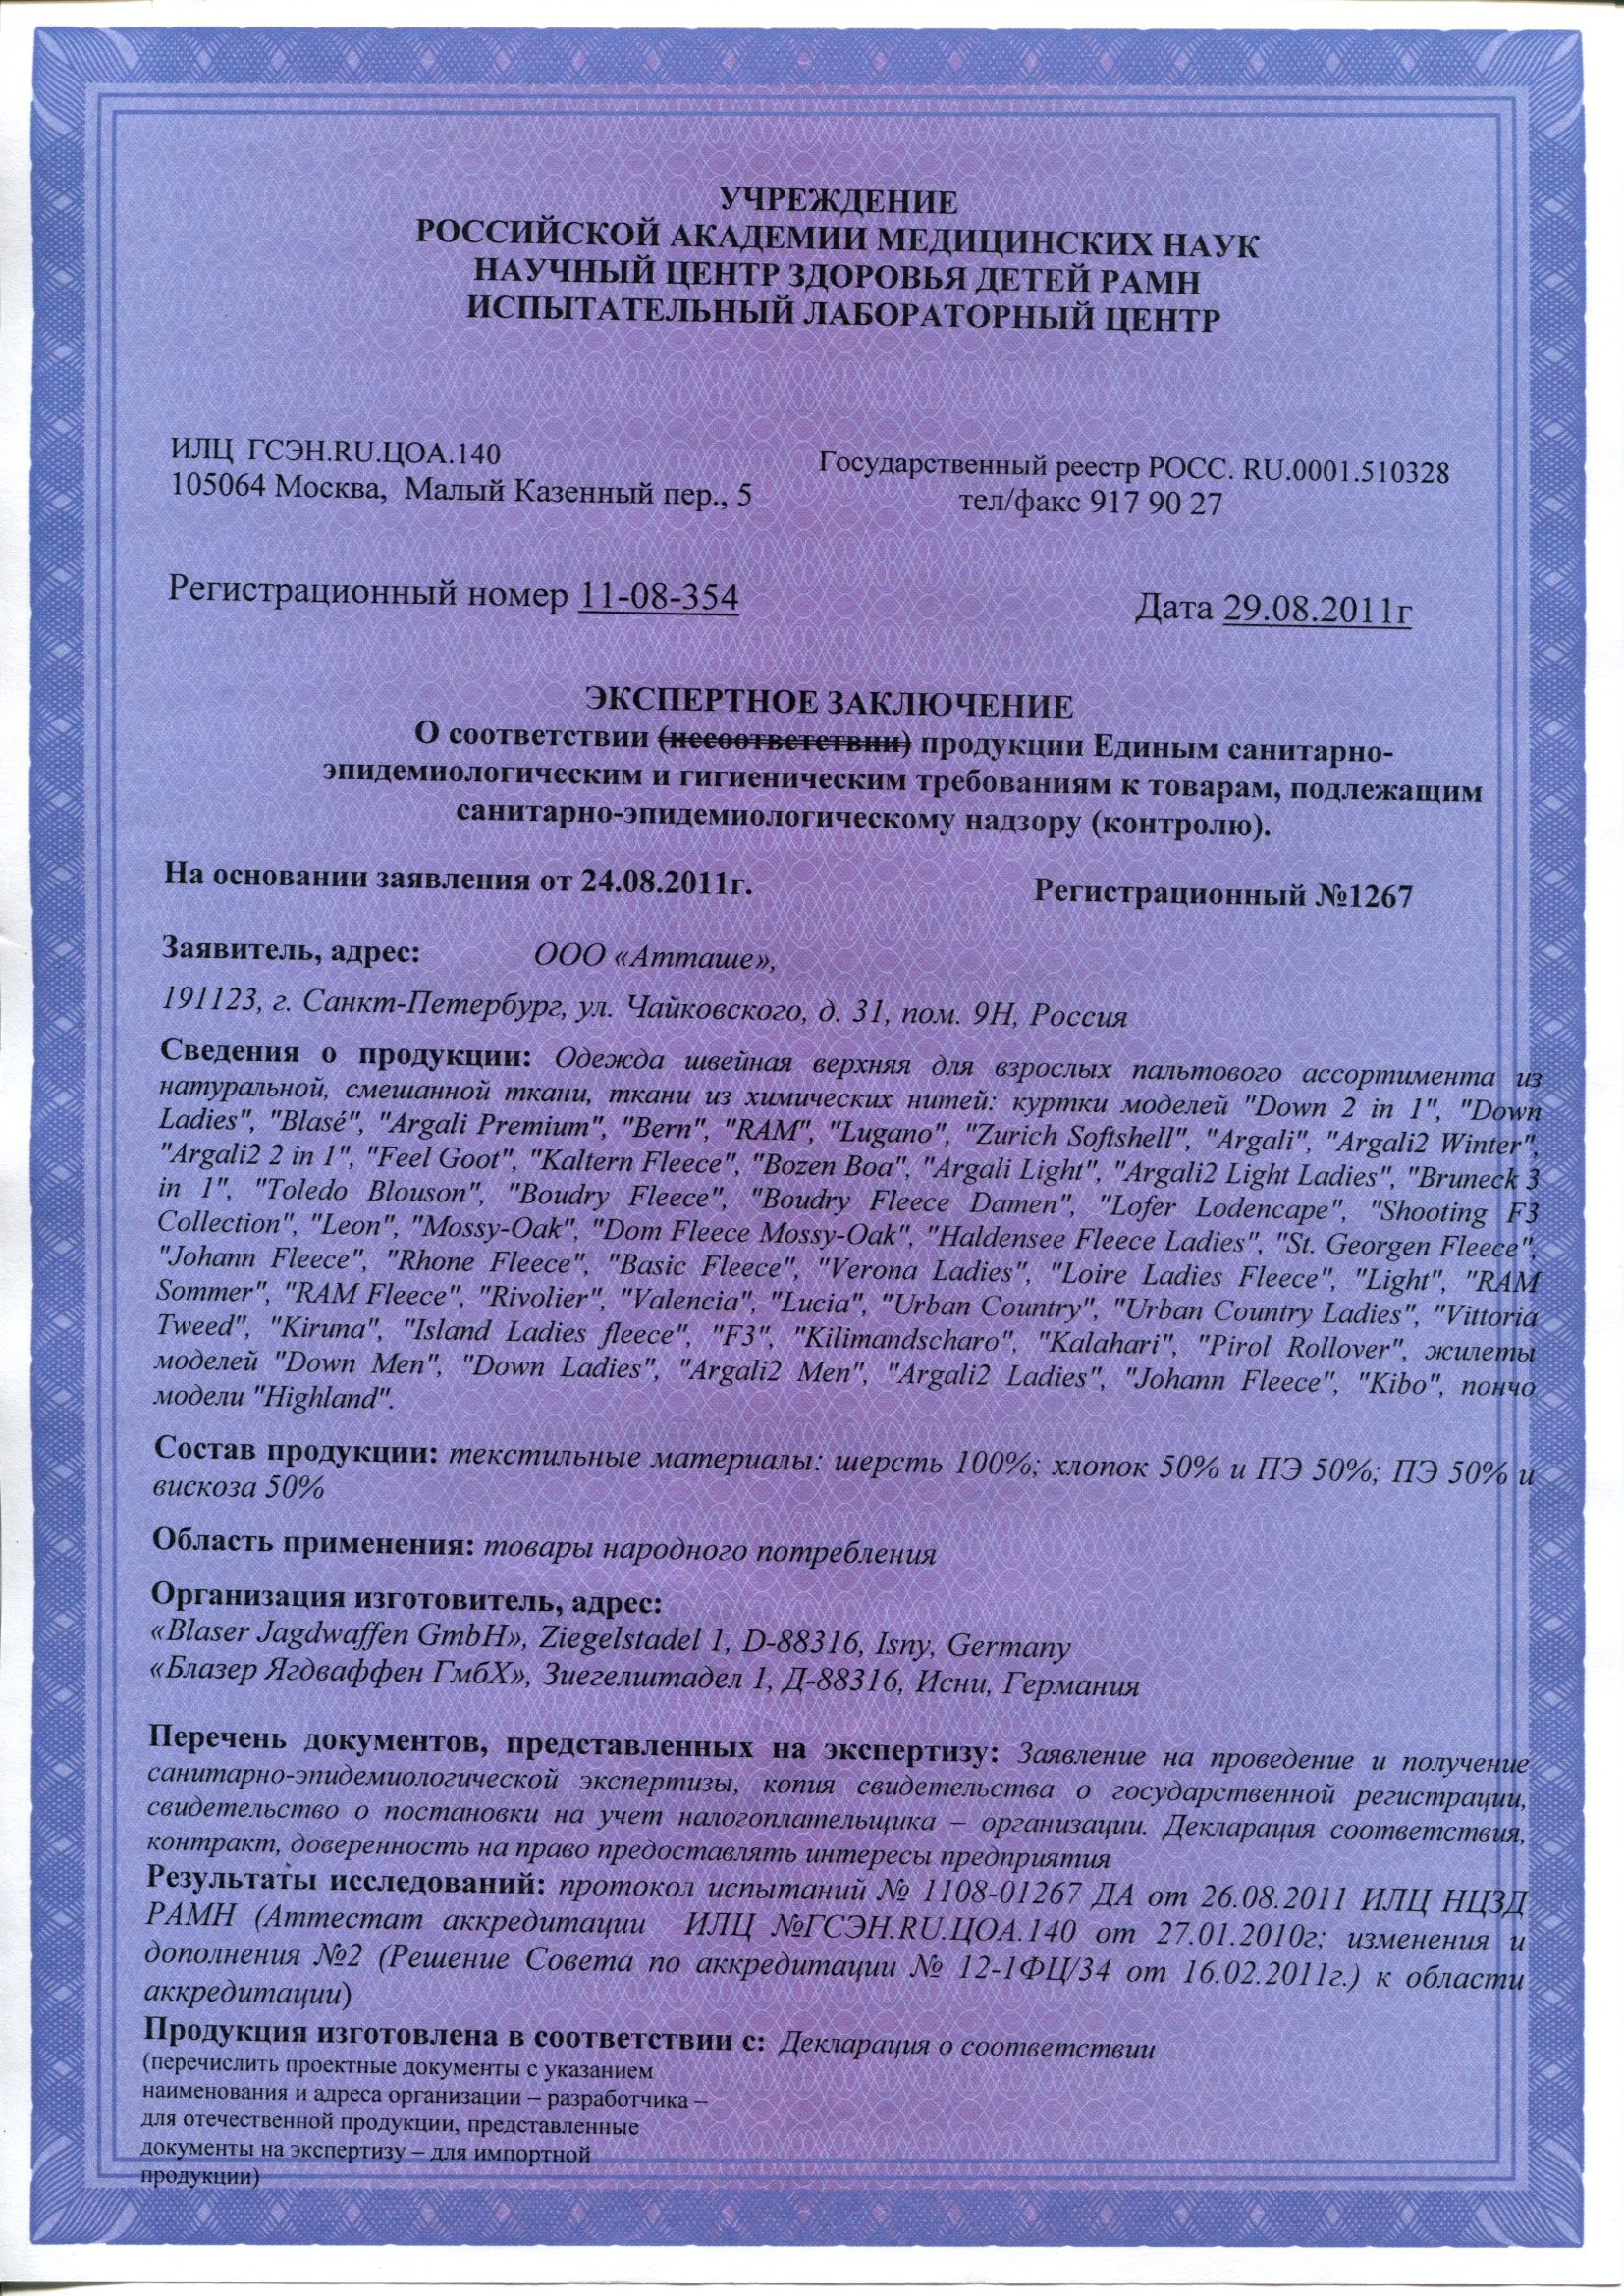 УЧРЕЖДЕНИЕ
РОССИЙСКОЙ АКАДЕМИИ МЕДИЦИНСКИХ НАУК
НАУЧНЫЙ ЦЕНТР ЗДОРОВЬЯ ДЕТЕЙ РАМН
ИСПЫТАТЕЛЬНЫЙ ЛАБОРАТОРНЫЙ ЦЕНТР
ИЛЦ ГСЭН.RU.ЦОА.140
105064 Москва, Малый Казенный пер., 5
Государственный реестр РОСС. RU.0001.510328
тел/факс 917 90 27
Регистрационный номер 11-08-354
Дата 29.08.2011г
ЭКСПЕРТНОЕ ЗАКЛЮЧЕНИЕ
О соответствии (несоответствии) продукции Единым санитарно-
эпидемиологическим и гигиеническим требованиям к товарам, подлежащим
санитарно-эпидемиологическому надзору (контролю).
На основании заявления от 24.08.2011г.
Регистрационный №1267
Заявитель, адрес: ООО «Атташе»,
191123, г. Санкт-Петербург, ул. Чайковского, д. 31, пом. 9Н, Россия
Сведения о продукции: Одежда швейная верхняя для взрослых пальтового ассортимента из
натуральной, смешанной ткани, ткани из химических нитей: куртки моделей "Down 2 in 1", "Down
Ladies", "Blasé", "Argali Premium", "Bern", "RAM", "Lugano", "Zurich Softshell", "Argali", "Argali2 Winter",
"Argali2 2 in 1", "Feel Goot", "Kaltern Fleece", "Bozen Boa", "Argali Light", "Argali2 Light Ladies", "Bruneck 3
in 1", "Toledo Blouson", "Boudry Fleece", "Boudry Fleece Damen", "Lofer Lodencape", "Shooting F3
Collection", "Leon", "Mossy-Oak", "Dom Fleece Mossy-Oak", "Haldensee Fleece Ladies", "St. Georgen Fleece",
"Johann Fleece", "Rhone Fleece", "Basic Fleece", "Verona Ladies", "Loire Ladies Fleece", "Light", "RAM
Sommer", "RAM Fleece", "Rivolier", "Valencia", "Lucia", "Urban Country", "Urban Country Ladies", "Vittoria
Tweed", "Kiruna", "Island Ladies fleece", "F3", "Kilimandscharo", "Kalahari", "Pirol Rollover", жилеты
моделей "Down Men", "Down Ladies", "Argali2 Men", "Argali2 Ladies", "Johann Fleece", "Kibo", пончо
модели "Highland".
Состав продукции: текстильные материалы: шерсть 100%; хлопок 50% и ПЭ 50%; ПЭ 50% и
вискоза 50%
Область применения: товары народного потребления
Организация изготовитель, адрес:
«Blaser Jagdwaffen GmbH», Ziegelstadel 1, D-88316, Isny, Germany
«Блазер Ягдваффен ГмбХ», Зиегелштадел 1, Д-88316, Исни, Германия
Перечень документов, представленных на экспертизу: Заявление на проведение и получение
санитарно-эпидемиологической экспертизы, копия свидетельства о государственной регистрации,
свидетельство о постановки на учет налогоплательщика – организации. Декларация соответствия,
контракт, доверенность на право предоставлять интересы предприятия
Результаты исследований: протокол испытаний № 1108-01267 ДА от 26.08.2011 ИЛЦ НЦЗД
РАМН (Аттестат аккредитации ИЛЦ №ГСЭН.RU.ЦОА.140 от 27.01.2010г; изменения и
дополнения №2 (Решение Совета по аккредитации № 12-1ФЦ/34 от 16.02.2011г.) к области
аккредитации)
Продукция изготовлена в соответствии с: Декларация о соответствии
(перечислить проектные документы с указанием
наименования и адреса организации – разработчика –
для отечественной продукции, представленные
документы на экспертизу – для импортной
продукции)